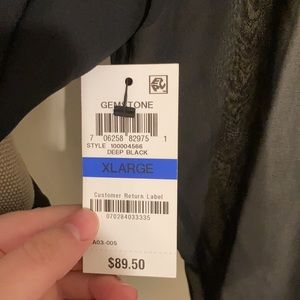 GEMSTONE
7 06258 82975 1
STYLE 100004566
DEEP BLACK
XLARGE
Customer Return Label
070284033335
A03-005
$89.50